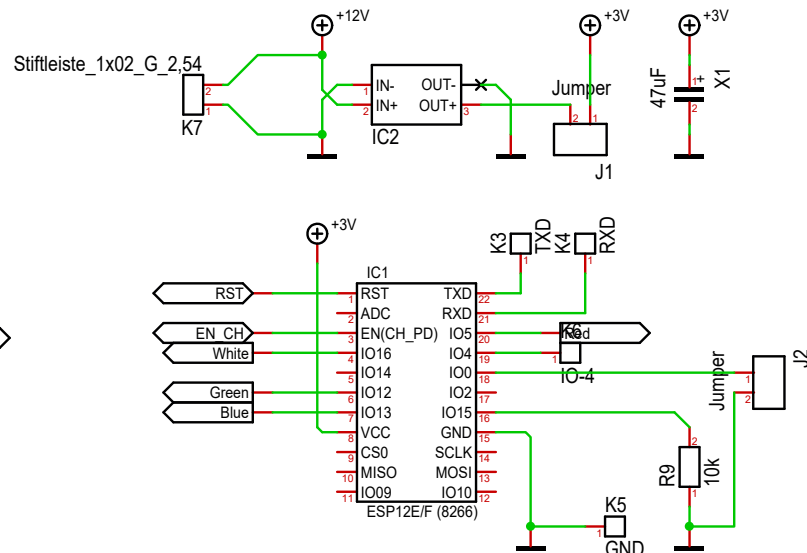 +12V
+3V
+3V
Stiftleiste_1x02_G_2,54
2
1
K7
IN-
IN+
OUT-
OUT+
1
2
3
IC2
Jumper
2
1
J1
47uF
1
+
2
X1
+3V
K3
TXD
1
K4
RXD
1
IC1
RST
1
RST
TXD
22
2
ADC
RXD
21
EN_CH
3
EN(CH_PD)
IO5
20
Red
White
4
IO16
IO4
19
1
K6
IO-4
5
IO14
IO0
18
Green
6
IO12
IO2
17
Blue
7
IO13
IO15
16
8
VCC
GND
15
9
CS0
SCLK
14
10
MISO
MOSI
13
11
IO09
IO10
12
ESP12E/F (8266)
Jumper
1
2
J2
R9
2
10k
1
K5
1
GND